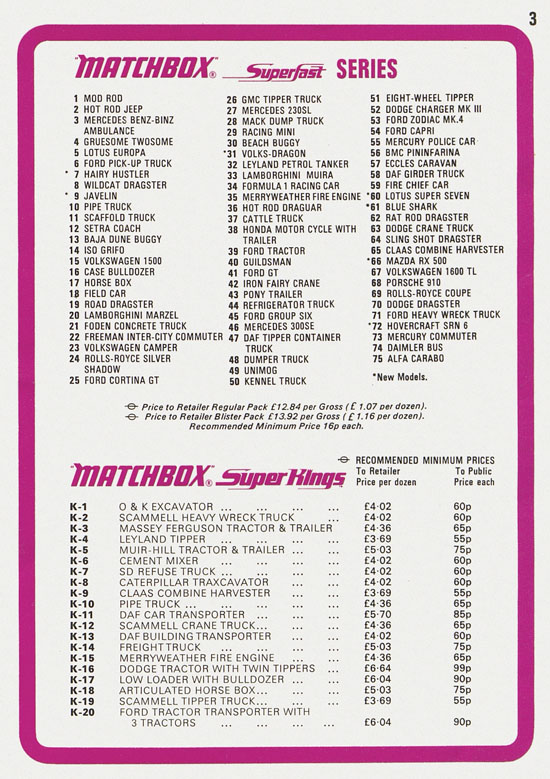 3
"MATCHBOX"® Superfast SERIES
1 MOD ROD
2 HOT ROD JEEP
3 MERCEDES BENZ-BINZ
AMBULANCE
4 GRUESOME TWOSOME
5 LOTUS EUROPA
6 FORD PICK-UP TRUCK
* 7 HAIRY HUSTLER
8 WILDCAT DRAGSTER
* 9 JAVELIN
10 PIPE TRUCK
11 SCAFFOLD TRUCK
12 SETRA COACH
13 BAJA DUNE BUGGY
14 ISO GRIFO
15 VOLKSWAGEN 1500
16 CASE BULLDOZER
17 HORSE BOX
18 FIELD CAR
19 ROAD DRAGSTER
20 LAMBORGHINI MARZEL
21 FODEN CONCRETE TRUCK
22 FREEMAN INTER-CITY COMMUTER
23 VOLKSWAGEN CAMPER
24 ROLLS-ROYCE SILVER
SHADOW
25 FORD CORTINA GT
26 GMC TIPPER TRUCK
27 MERCEDES 230SL
28 MACK DUMP TRUCK
29 RACING MINI
30 BEACH BUGGY
*31 VOLKS-DRAGON
32 LEYLAND PETROL TANKER
33 LAMBORGHINI MUIRA
34 FORMULA 1 RACING CAR
35 MERRYWEATHER FIRE ENGINE
36 HOT ROD DRAGUAR
37 CATTLE TRUCK
38 HONDA MOTOR CYCLE WITH
TRAILER
39 FORD TRACTOR
40 GUILDSMAN
41 FORD GT
42 IRON FAIRY CRANE
43 PONY TRAILER
44 REFRIGERATOR TRUCK
45 FORD GROUP SIX
46 MERCEDES 300SE
47 DAF TIPPER CONTAINER
TRUCK
48 DUMPER TRUCK
49 UNIMOG
50 KENNEL TRUCK
51 EIGHT-WHEEL TIPPER
52 DODGE CHARGER MK III
53 FORD ZODIAC MK.4
54 FORD CAPRI
55 MERCURY POLICE CAR
56 BMC PININFARINA
57 ECCLES CARAVAN
58 DAF GIRDER TRUCK
59 FIRE CHIEF CAR
*60 LOTUS SUPER SEVEN
*61 BLUE SHARK
62 RAT ROD DRAGSTER
63 DODGE CRANE TRUCK
64 SLING SHOT DRAGSTER
65 CLAAS COMBINE HARVESTER
*66 MAZDA RX 500
67 VOLKSWAGEN 1600 TL
68 PORSCHE 910
69 ROLLS-ROYCE COUPE
70 DODGE DRAGSTER
71 FORD HEAVY WRECK TRUCK
*72 HOVERCRAFT SRN 6
73 MERCURY COMMUTER
74 DAIMLER BUS
75 ALFA CARABO
*New Models.
Price to Retailer Regular Pack £12.84 per Gross (£ 1.07 per dozen).
Price to Retailer Blister Pack £13.92 per Gross (£ 1.16 per dozen).
Recommended Minimum Price 16p each.
"MATCHBOX"® SuperKings
RECOMMENDED MINIMUM PRICES
To Retailer To Public
Price per dozen Price each
K-1 O & K EXCAVATOR ... ... ... ... £4·02 60p
K-2 SCAMMELL HEAVY WRECK TRUCK ... £4·02 60p
K-3 MASSEY FERGUSON TRACTOR & TRAILER £4·36 65p
K-4 LEYLAND TIPPER ... ... ... ... £3·69 55p
K-5 MUIR-HILL TRACTOR & TRAILER ... ... £5·03 75p
K-6 CEMENT MIXER ... ... ... ... £4·02 60p
K-7 SD REFUSE TRUCK ... ... ... ... £4·02 60p
K-8 CATERPILLAR TRAXCAVATOR ... ... £4·02 60p
K-9 CLAAS COMBINE HARVESTER ... ... £3·69 55p
K-10 PIPE TRUCK ... ... ... ... ... £4·36 65p
K-11 DAF CAR TRANSPORTER ... ... ... £5·70 85p
K-12 SCAMMELL CRANE TRUCK... ... ... £4·36 65p
K-13 DAF BUILDING TRANSPORTER ... ... £4·02 60p
K-14 FREIGHT TRUCK ... ... ... ... £5·03 75p
K-15 MERRYWEATHER FIRE ENGINE ... ... £4·36 65p
K-16 DODGE TRACTOR WITH TWIN TIPPERS ... £6·64 99p
K-17 LOW LOADER WITH BULLDOZER ... ... £6·04 90p
K-18 ARTICULATED HORSE BOX... ... ... £5·03 75p
K-19 SCAMMELL TIPPER TRUCK... ... ... £3·69 55p
K-20 FORD TRACTOR TRANSPORTER WITH
3 TRACTORS ... ... ... ... £6·04 90p